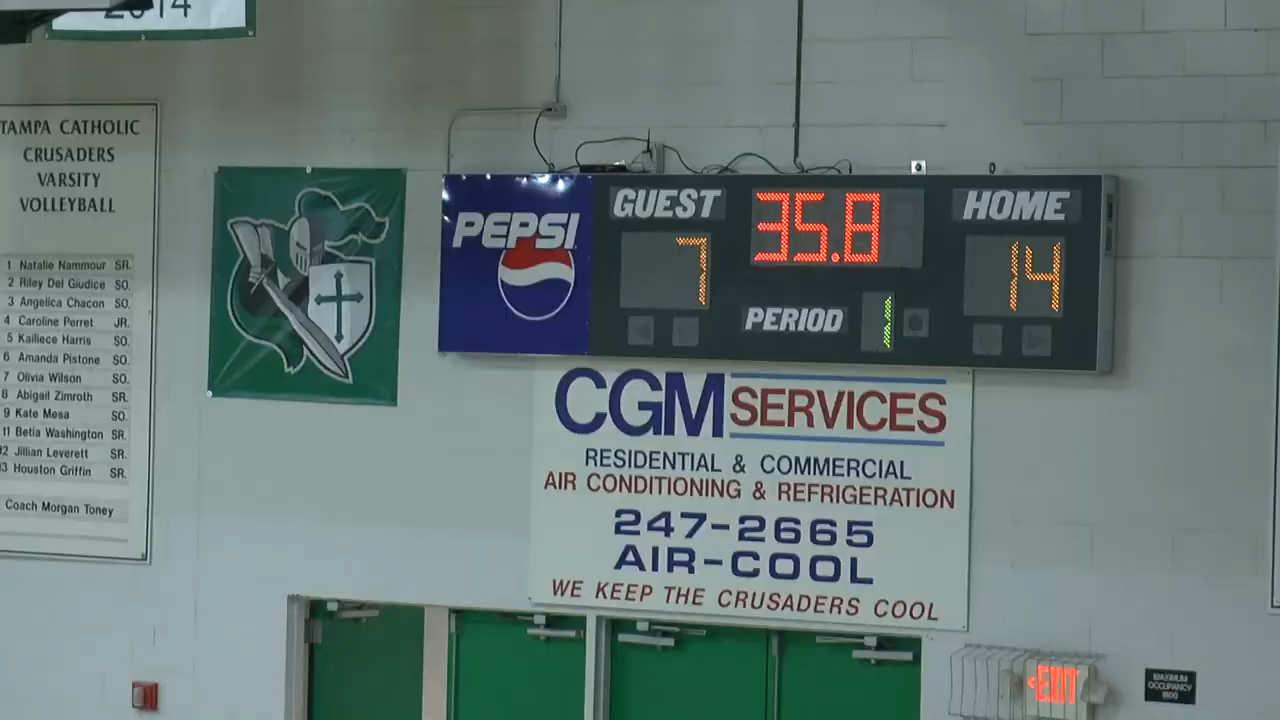 2014
TAMPA CATHOLIC
CRUSADERS
VARSITY
VOLLEYBALL
1 Natalie Nammour SR.
2 Riley Del Giudice SO.
3 Angelica Chacon SO.
4 Caroline Perret JR.
5 Kailiece Harris SO.
6 Amanda Pistone SO.
7 Olivia Wilson SO.
8 Abigail Zimroth SR.
9 Kate Mesa SO.
11 Betia Washington SR.
12 Jillian Leverett SR.
13 Houston Griffin SR.
Coach Morgan Toney
PEPSI
GUEST
35.8
HOME
7
14
PERIOD
1
CGM SERVICES
RESIDENTIAL & COMMERCIAL
AIR CONDITIONING & REFRIGERATION
247-2665
AIR-COOL
WE KEEP THE CRUSADERS COOL
EXIT
MAXIMUM
OCCUPANCY